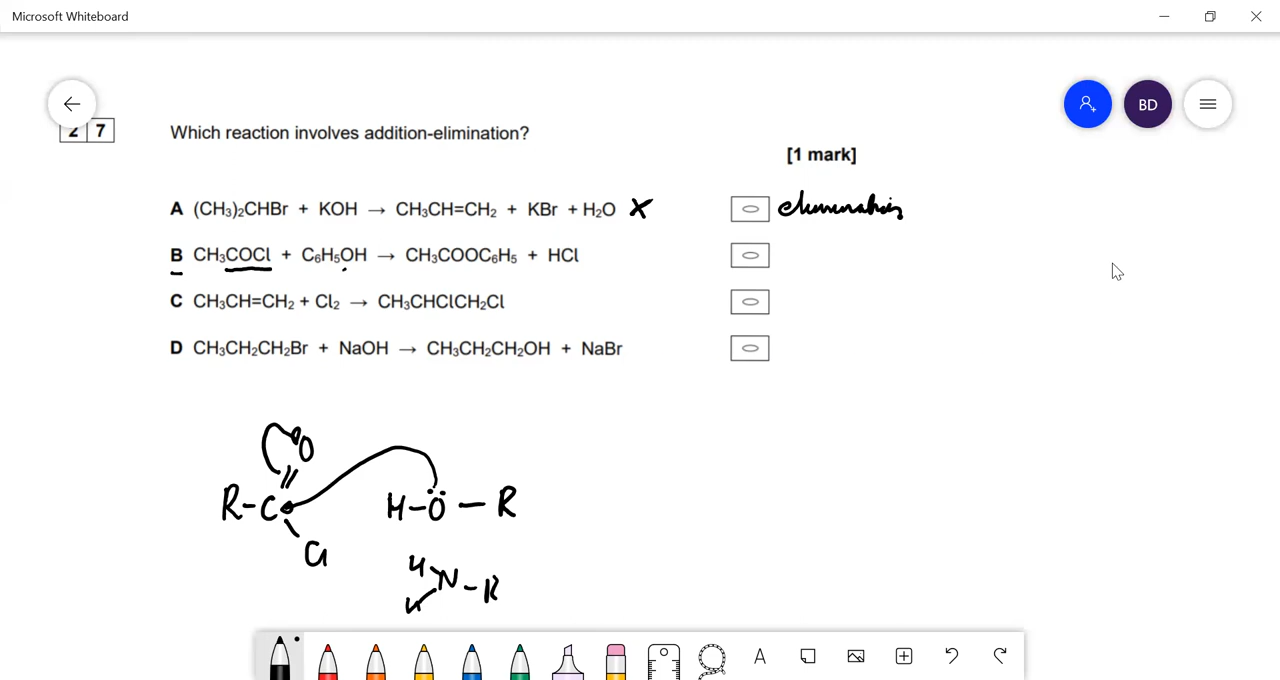 Microsoft Whiteboard
BD
2 7 Which reaction involves addition-elimination?
[1 mark]
A (CH₃)₂CHBr + KOH → CH₃CH=CH₂ + KBr + H₂O X elimination
B CH₃COCl + C₆H₅OH → CH₃COOC₆H₅ + HCl
C CH₃CH=CH₂ + Cl₂ → CH₃CHClCH₂Cl
D CH₃CH₂CH₂Br + NaOH → CH₃CH₂CH₂OH + NaBr
O
R-C H-O-R
Cl
H N-R
H
A